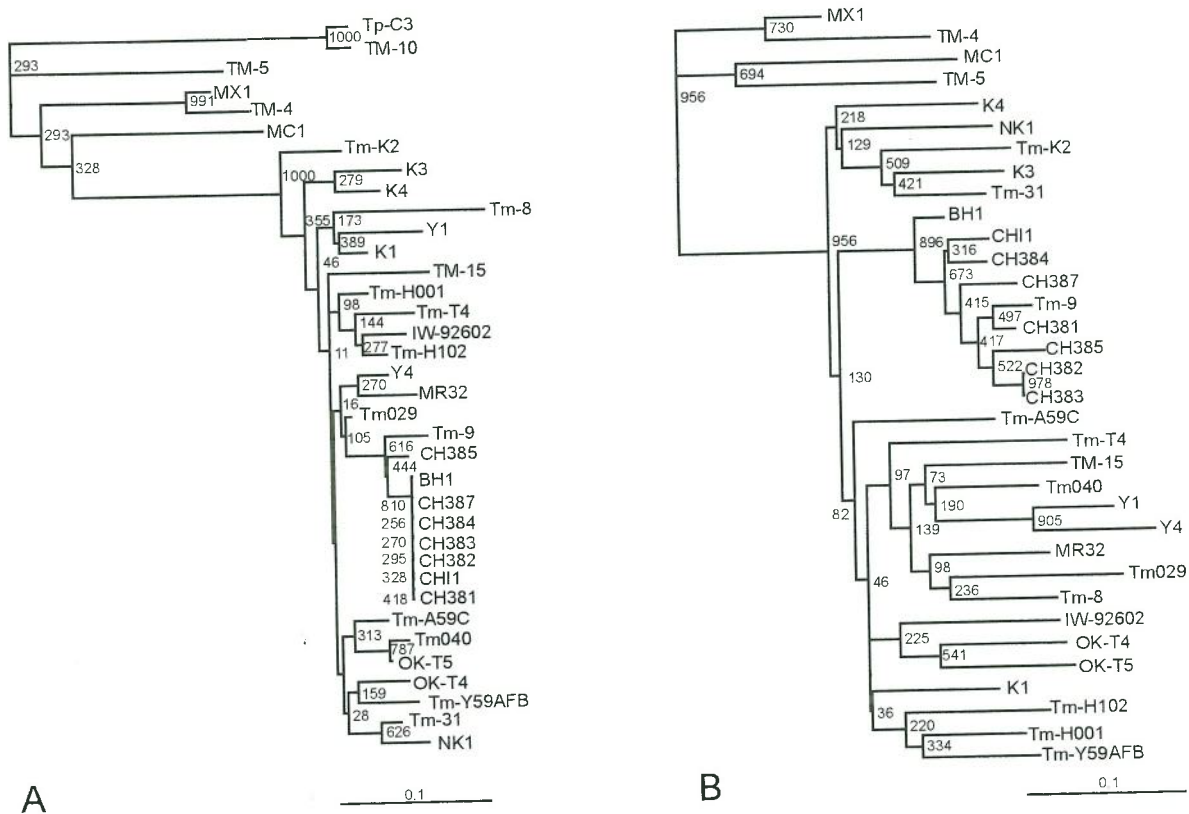 Tp-C3
1000
TM-10
293
TM-5
991
MX1
TM-4
293
MC1
328
Tm-K2
1000
K3
279
K4
Tm-8
355
173
Y1
389
K1
46
TM-15
Tm-H001
98
Tm-T4
144
IW-92602
277
Tm-H102
11
Y4
270
MR32
16
Tm029
105
Tm-9
616
CH385
444
BH1
810
CH387
256
CH384
270
CH383
295
CH382
328
CHI1
418
CH381
Tm-A59C
313
Tm040
787
OK-T5
OK-T4
159
Tm-Y59AFB
28
Tm-31
626
NK1
A
0.1
MX1
730
TM-4
MC1
694
TM-5
956
K4
218
NK1
129
Tm-K2
509
K3
421
Tm-31
BH1
956
896
CHI1
316
CH384
673
CH387
415
Tm-9
497
CH381
417
CH385
522
CH382
978
CH383
130
Tm-A59C
Tm-T4
97
TM-15
73
Tm040
190
Y1
905
Y4
82
139
MR32
98
Tm029
236
Tm-8
46
IW-92602
225
OK-T4
541
OK-T5
K1
36
Tm-H102
220
Tm-H001
334
Tm-Y59AFB
B
0.1